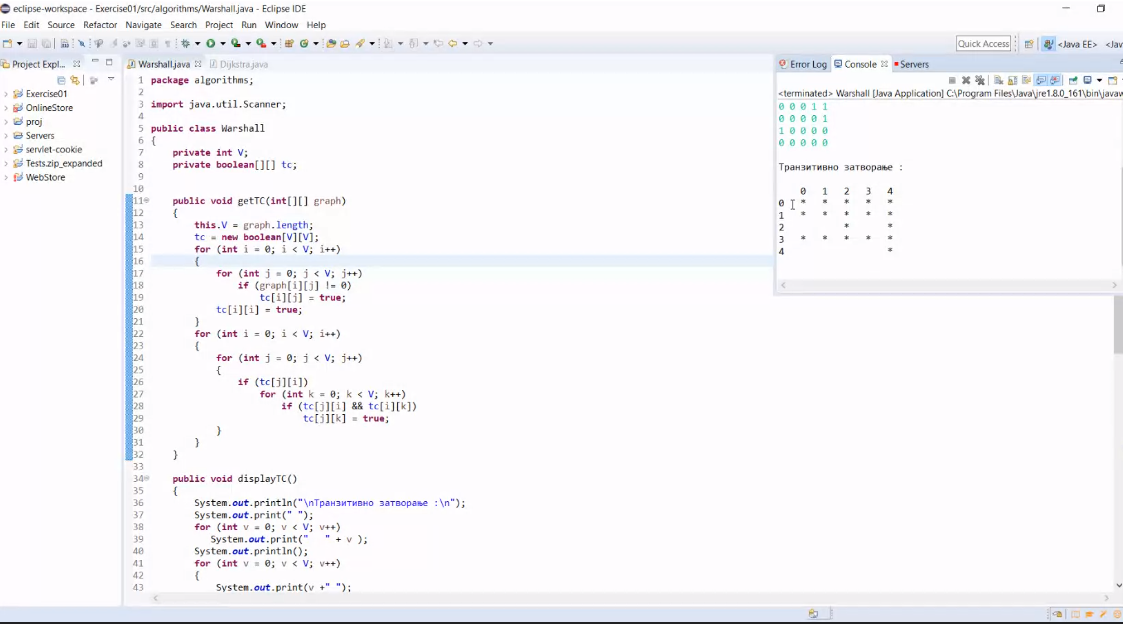 eclipse-workspace - Exercise01/src/algorithms/Warshall.java - Eclipse IDE
File Edit Source Refactor Navigate Search Project Run Window Help
Quick Access
<Java EE>
Project Expl...
Exercise01
OnlineStore
proj
Servers
servlet-cookie
Tests.zip_expanded
WebStore
Warshall.java Dijkstra.java
1 package algorithms;
2
3 import java.util.Scanner;
4
5 public class Warshall
6 {
7 private int V;
8 private boolean[][] tc;
9
10
11 public void getTC(int[][] graph)
12 {
13 this.V = graph.length;
14 tc = new boolean[V][V];
15 for (int i = 0; i < V; i++)
16 {
17 for (int j = 0; j < V; j++)
18 if (graph[i][j] != 0)
19 tc[i][j] = true;
20 tc[i][i] = true;
21 }
22 for (int i = 0; i < V; i++)
23 {
24 for (int j = 0; j < V; j++)
25 {
26 if (tc[j][i])
27 for (int k = 0; k < V; k++)
28 if (tc[j][i] && tc[i][k])
29 tc[j][k] = true;
30 }
31 }
32 }
33
34 public void displayTC()
35 {
36 System.out.println("\nТранзитивно затворање :\n");
37 System.out.print(" ");
38 for (int v = 0; v < V; v++)
39 System.out.print("   " + v );
40 System.out.println();
41 for (int v = 0; v < V; v++)
42 {
43 System.out.print(v +" ");
Error Log Console Servers
<terminated> Warshall [Java Application] C:\Program Files\Java\jre1.8.0_161\bin\javaw
0 0 0 1 1
0 0 0 0 1
1 0 0 0 0
0 0 0 0 0
Транзитивно затворање :
0 1 2 3 4
0 * * * * *
1 * * * * *
2 * *
3 * * * * *
4 *